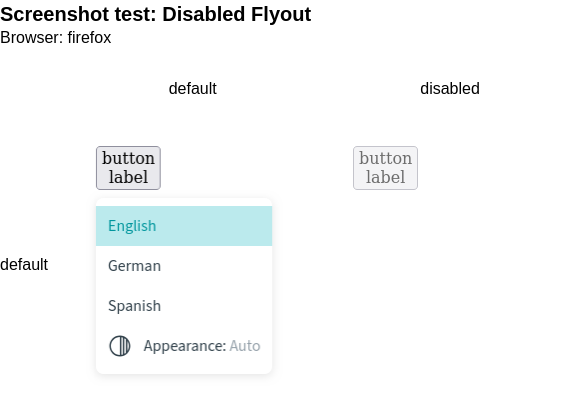 Screenshot test: Disabled Flyout
Browser: firefox
default
disabled
button
label
button
label
default
English
German
Spanish
Appearance: Auto